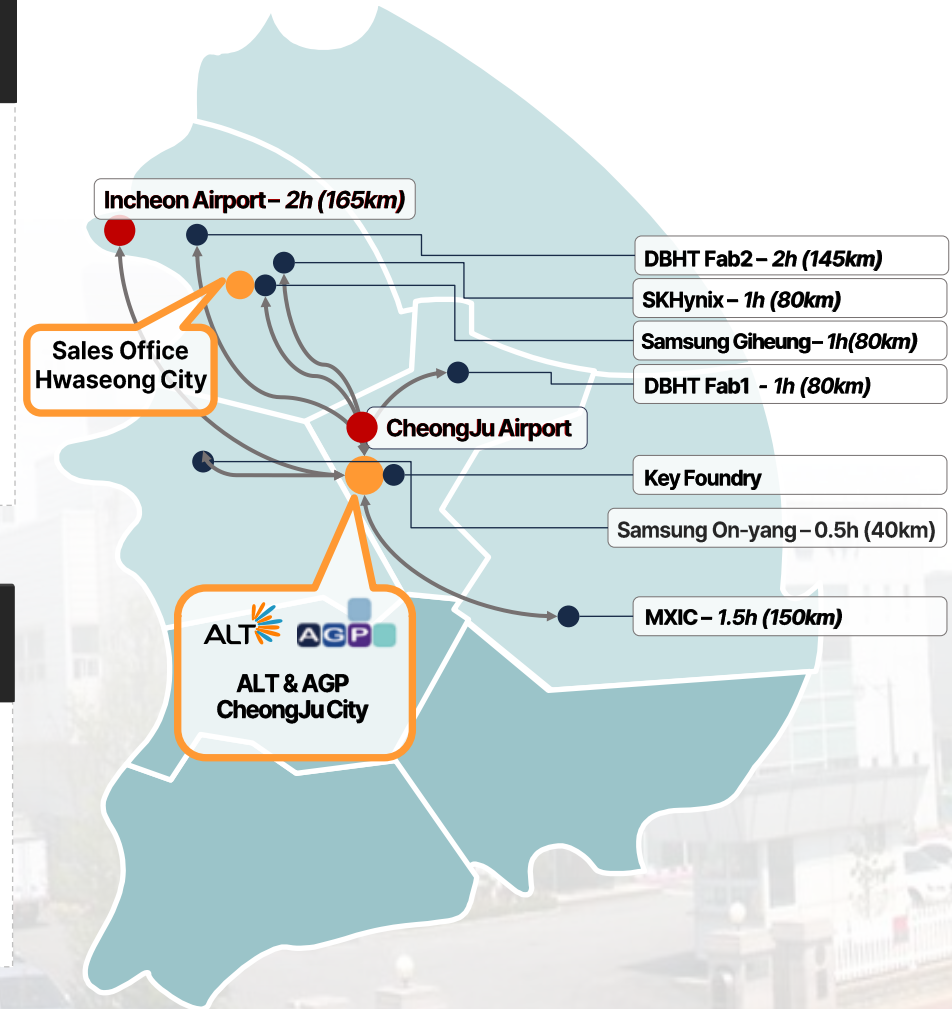 Incheon Airport – 2h (165km)
DBHT Fab2 – 2h (145km)
SKHynix – 1h (80km)
Samsung Giheung – 1h(80km)
Sales Office
Hwaseong City
DBHT Fab1 - 1h (80km)
CheongJu Airport
Key Foundry
Samsung On-yang – 0.5h (40km)
MXIC – 1.5h (150km)
ALT
AGP
ALT & AGP
CheongJu City